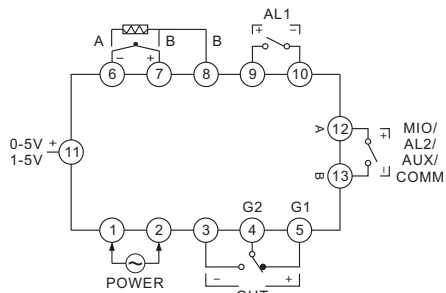 AL1
+ −
A B B
− +
6 7 8 9 10
0-5V +
1-5V
11
A 12 + MIO/
AL2/
AUX/
B 13 − COMM
G2 G1
1 2 3 4 5
− +
POWER
OUT